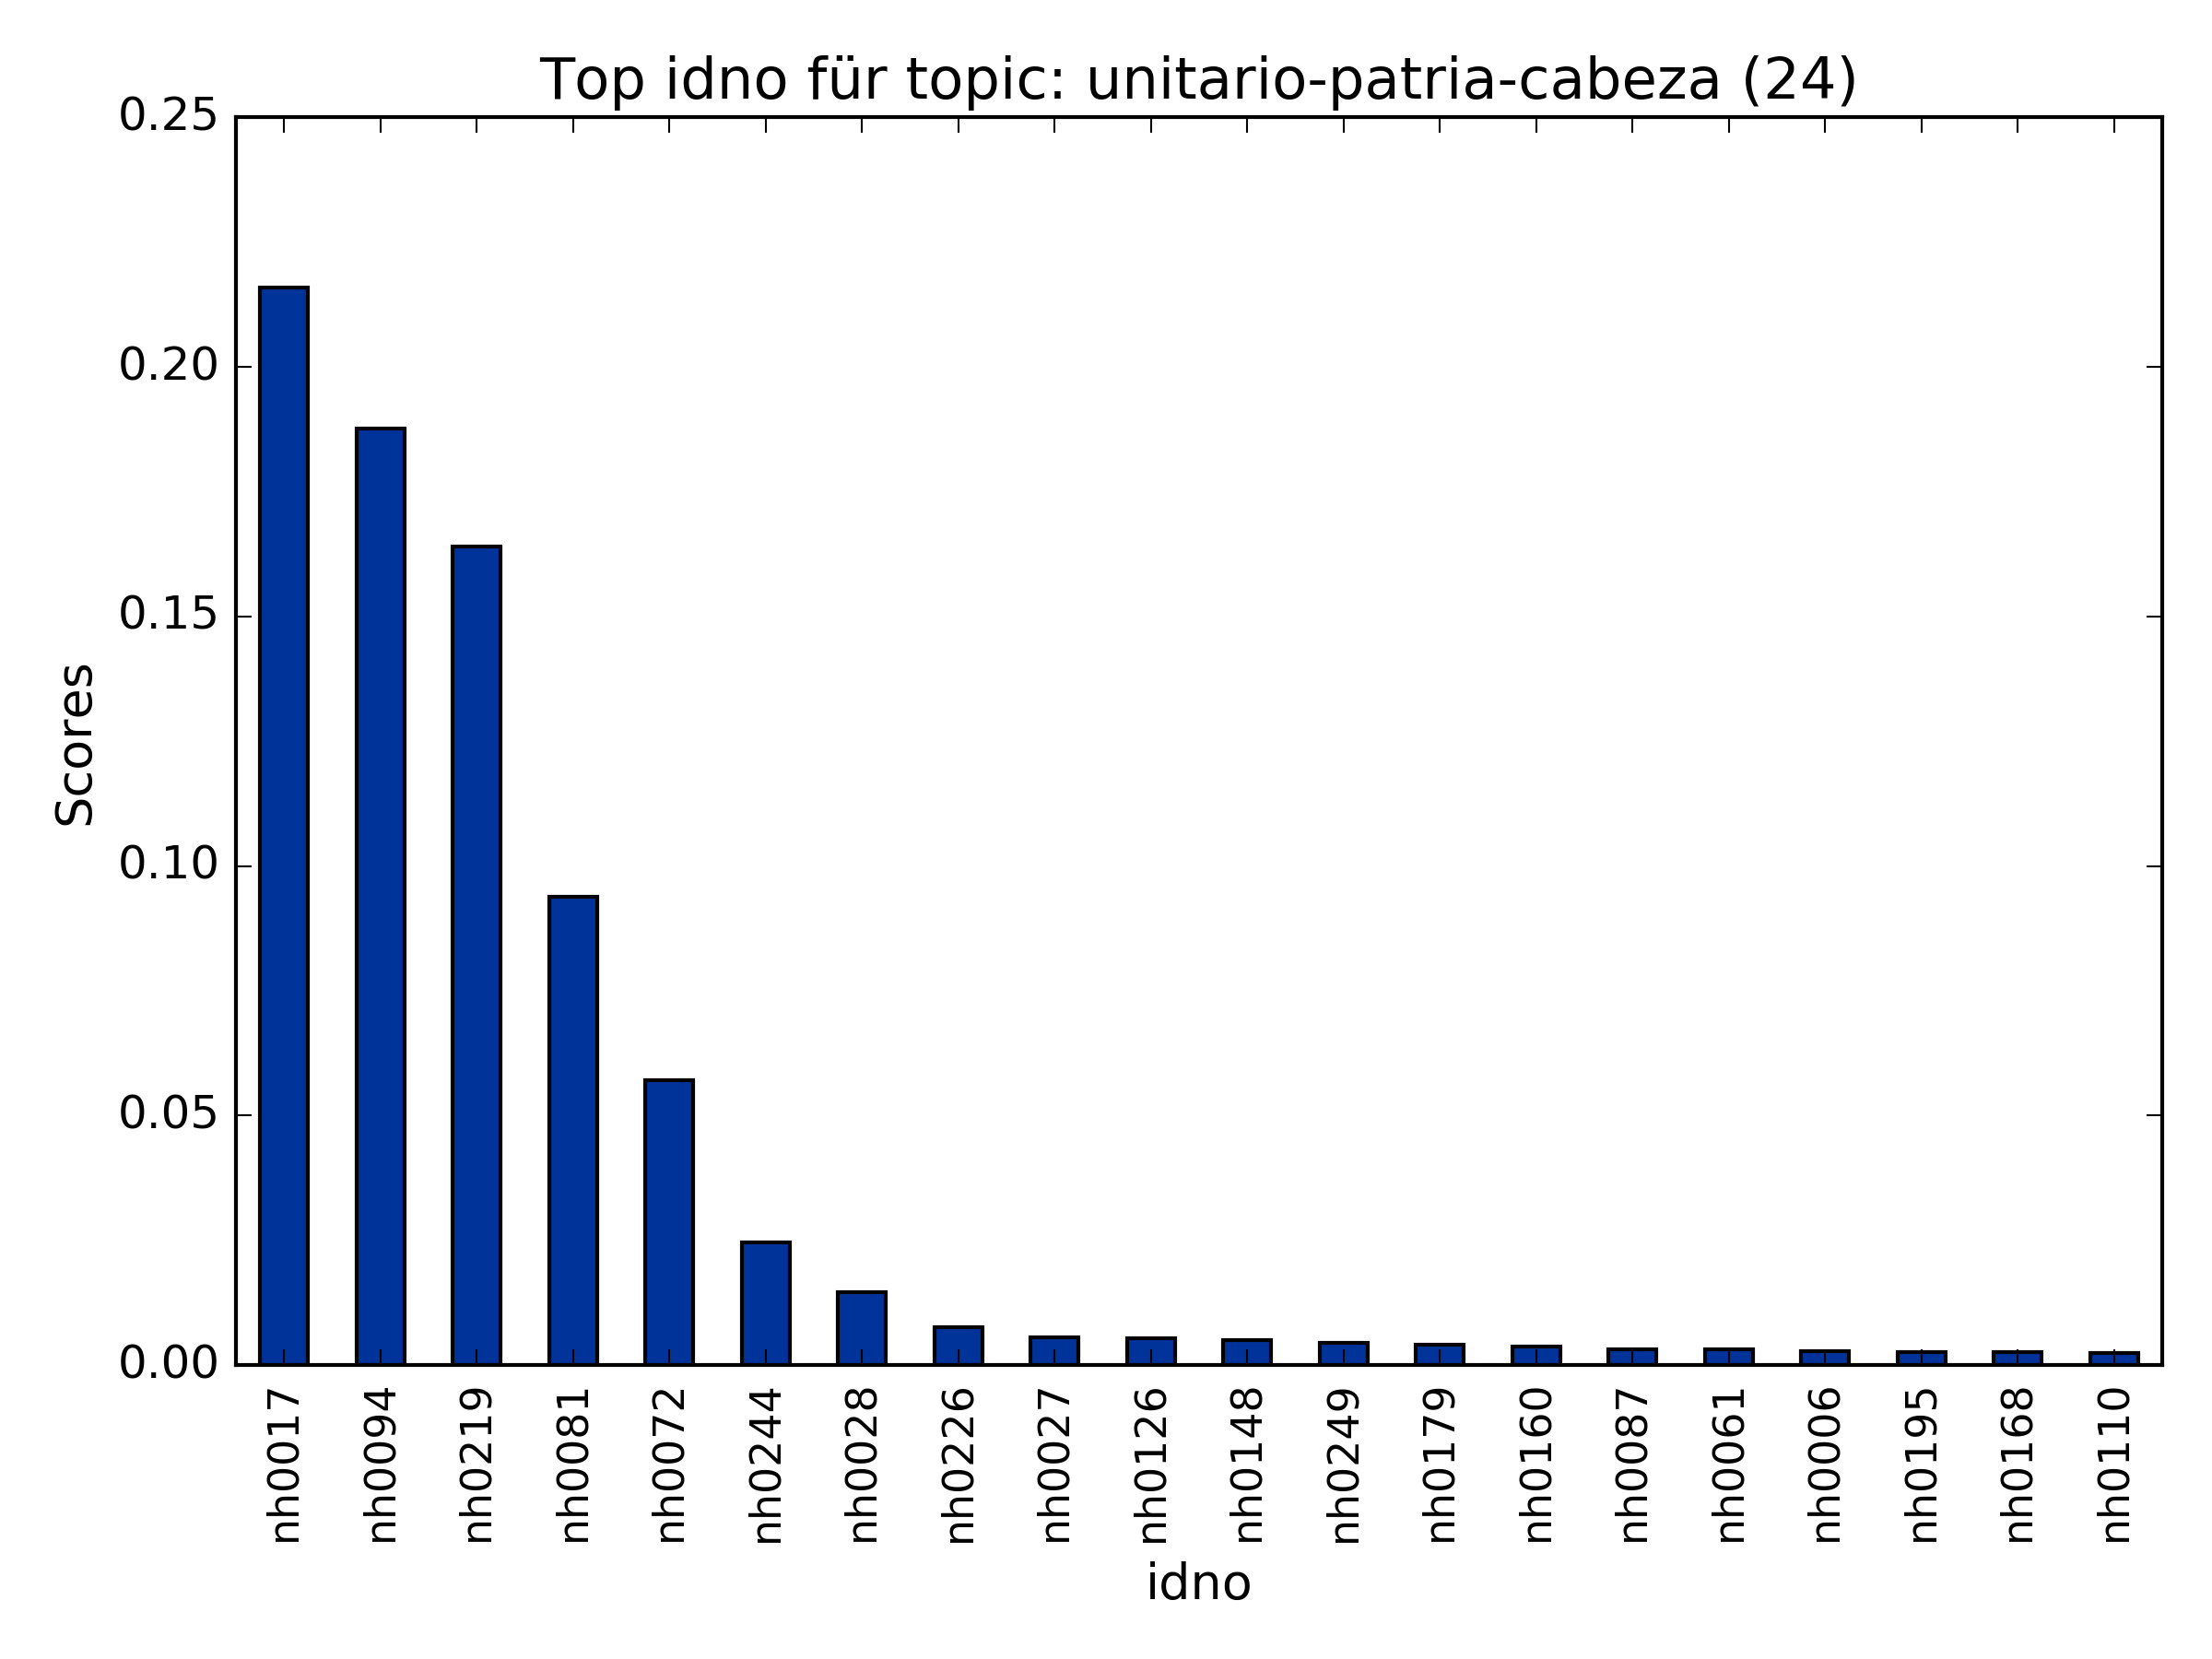 Top idno für topic: unitario-patria-cabeza (24)
0.25
0.20
0.15
0.10
0.05
0.00
Scores
nh0017
nh0094
nh0219
nh0081
nh0072
nh0244
nh0028
nh0226
nh0027
nh0126
nh0148
nh0249
nh0179
nh0160
nh0087
nh0061
nh0006
nh0195
nh0168
nh0110
idno